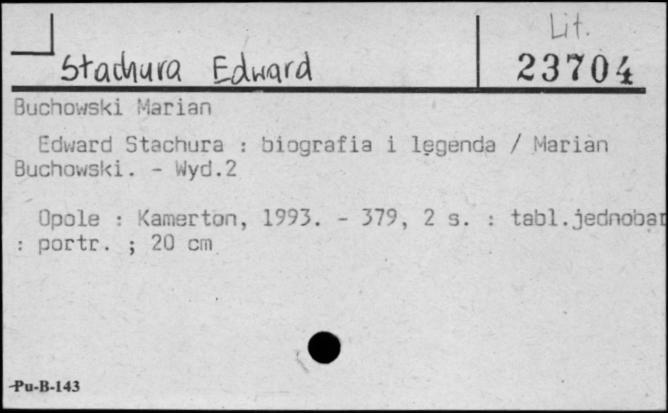 Lit.
Stachura Edward 23704
Buchowski Marian
Edward Stachura : biografia i legenda / Marian
Buchowski. - Wyd.2
Opole : Kamerton, 1993. - 379, 2 s. : tabl.jednobar
: portr. ; 20 cm
Pu-B-143